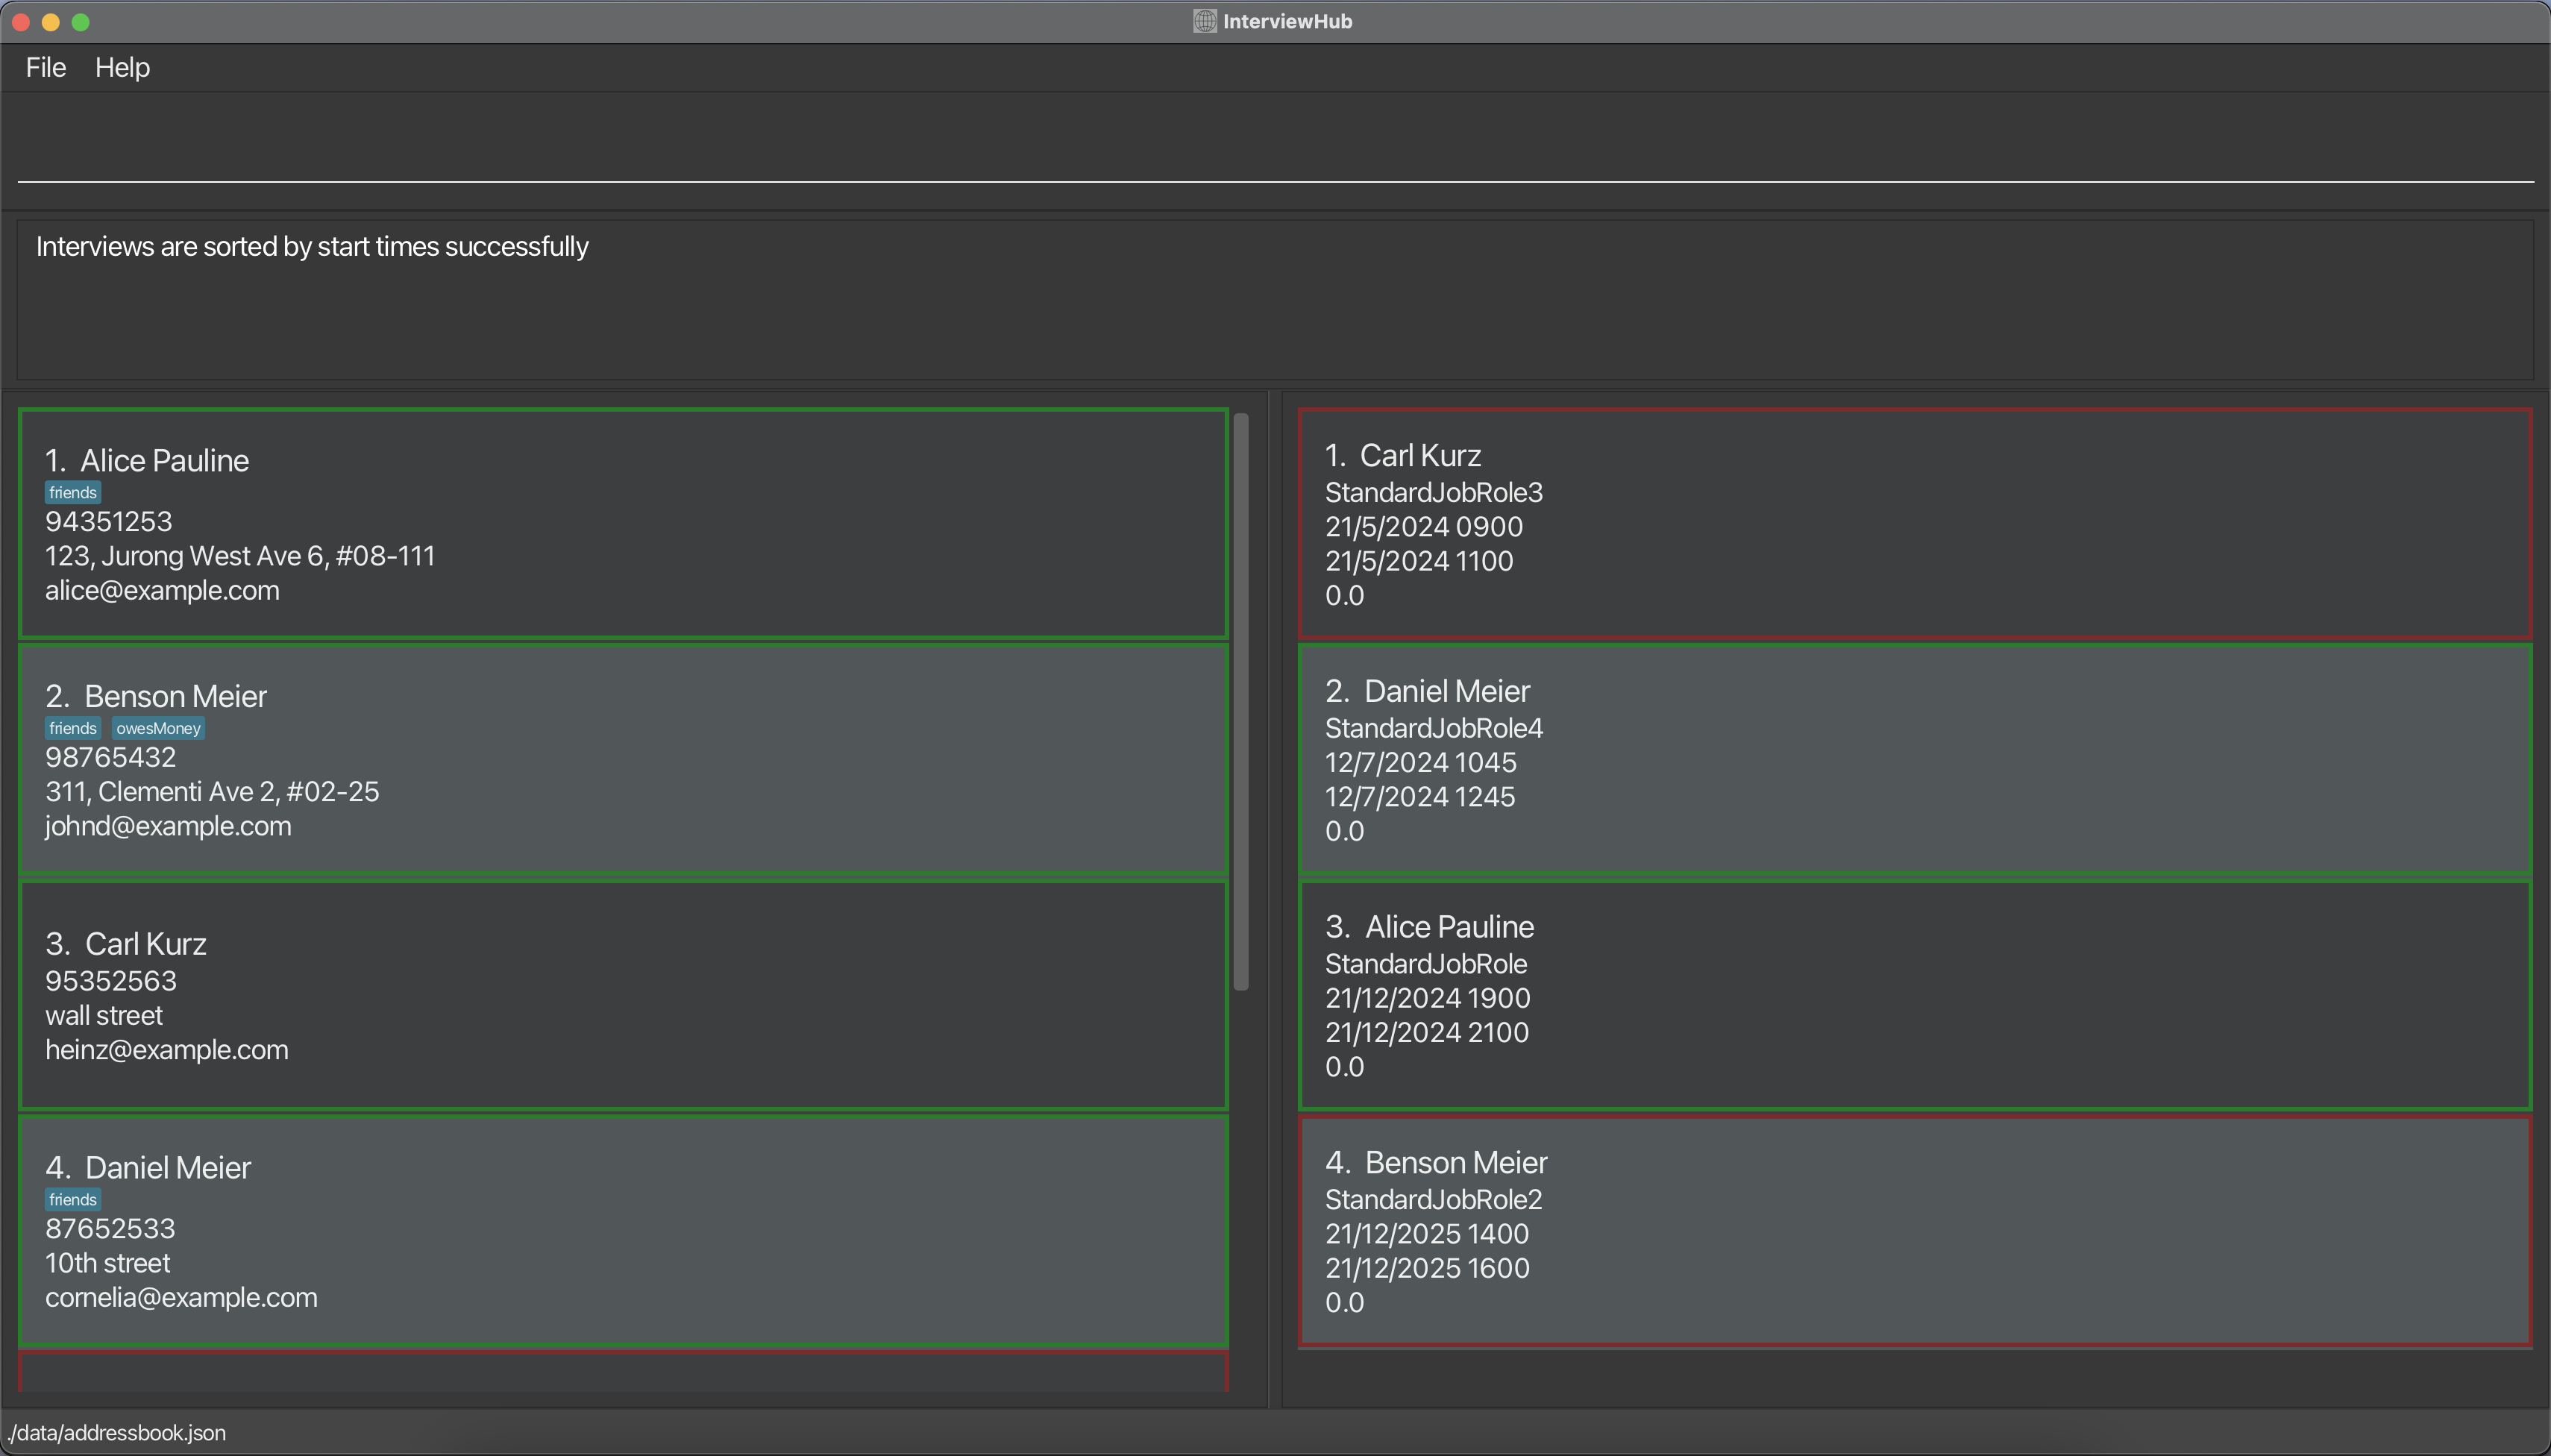 InterviewHub
File Help
Interviews are sorted by start times successfully
1. Alice Pauline
friends
94351253
123, Jurong West Ave 6, #08-111
alice@example.com
2. Benson Meier
friends owesMoney
98765432
311, Clementi Ave 2, #02-25
johnd@example.com
3. Carl Kurz
95352563
wall street
heinz@example.com
4. Daniel Meier
friends
87652533
10th street
cornelia@example.com
1. Carl Kurz
StandardJobRole3
21/5/2024 0900
21/5/2024 1100
0.0
2. Daniel Meier
StandardJobRole4
12/7/2024 1045
12/7/2024 1245
0.0
3. Alice Pauline
StandardJobRole
21/12/2024 1900
21/12/2024 2100
0.0
4. Benson Meier
StandardJobRole2
21/12/2025 1400
21/12/2025 1600
0.0
./data/addressbook.json